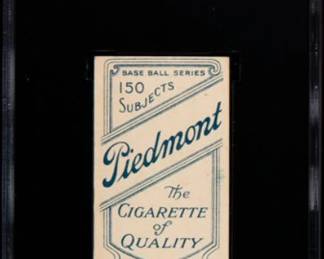 BASE BALL SERIES
150
SUBJECTS
Piedmont
The
CIGARETTE
of
QUALITY